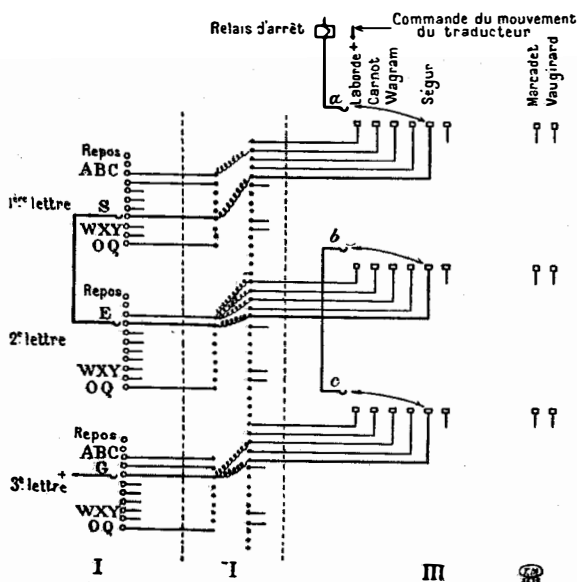 Relais d'arrêt
Commande du mouvement
du traducteur
Laborde +
Carnot
Wagram
Ségur
Marcadet
Vaugirard
a
Repos
ABC
1ère lettre
S
WXY
OQ
b
Repos
E
2e lettre
WXY
OQ
c
Repos
ABC
G
+
3e lettre
WXY
OQ
I
I
III